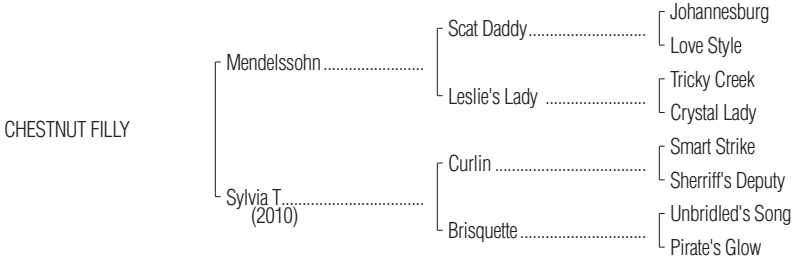 CHESTNUT FILLY
Mendelssohn
Sylvia T.
(2010)
Scat Daddy
Leslie's Lady
Curlin
Brisquette
Johannesburg
Love Style
Tricky Creek
Crystal Lady
Smart Strike
Sherriff's Deputy
Unbridled's Song
Pirate's Glow